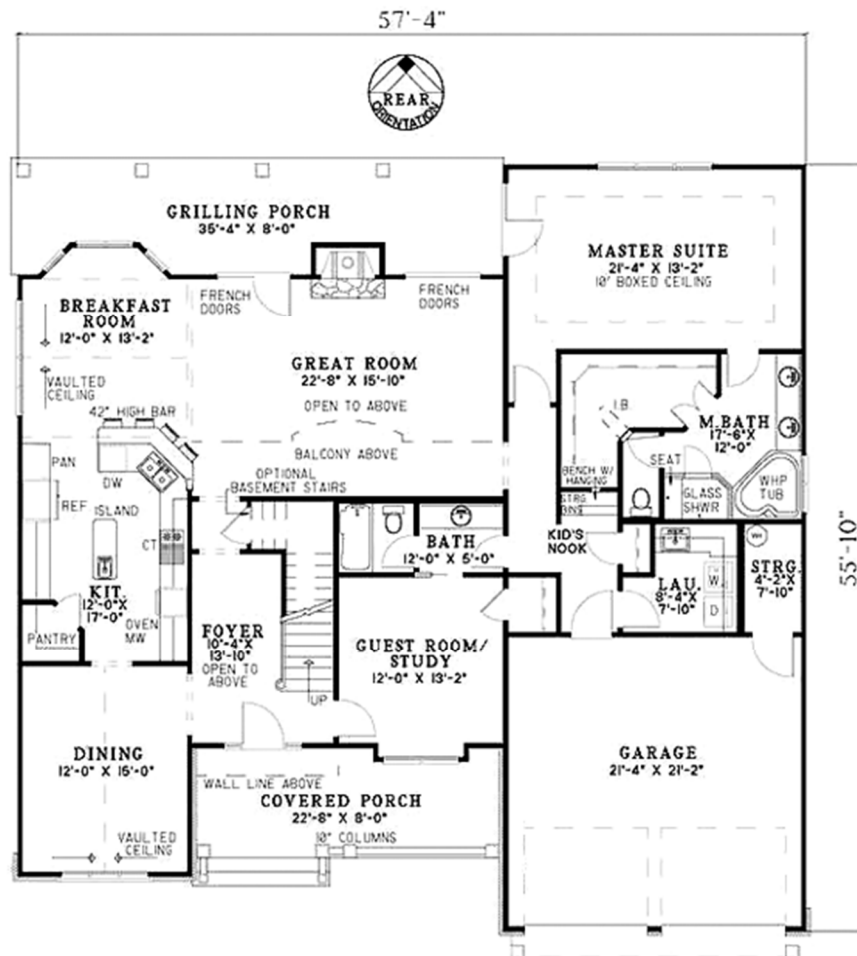 57'-4"
REAR
ORIENTATION
GRILLING PORCH
35'-4" X 8'-0"
MASTER SUITE
21'-4" X 13'-2"
10' BOXED CEILING
FRENCH
DOORS
FRENCH
DOORS
BREAKFAST
ROOM
12'-0" X 13'-2"
VAULTED
CEILING
GREAT ROOM
22'-8" X 15'-10"
OPEN TO ABOVE
BALCONY ABOVE
42" HIGH BAR
I.B.
M.BATH
17'-6"X
12'-0"
PAN
DW
REF
ISLAND
CT
KIT.
12'-0"X
17'-0"
OVEN
MW
PANTRY
OPTIONAL
BASEMENT STAIRS
BENCH W/
HANGING
SEAT
GLASS
SHWR
WHP
TUB
STRG
BINS
KID'S
NOOK
BATH
12'-0" X 5'-0"
WH
STRG.
4'-2"X
7'-10"
LAU.
8'-4"X
7'-10"
W
D
55'-10"
FOYER
10'-4"X
13'-10"
OPEN TO
ABOVE
UP
GUEST ROOM/
STUDY
12'-0" X 13'-2"
DINING
12'-0" X 15'-0"
VAULTED
CEILING
WALL LINE ABOVE
COVERED PORCH
22'-8" X 8'-0"
10" COLUMNS
GARAGE
21'-4" X 21'-2"